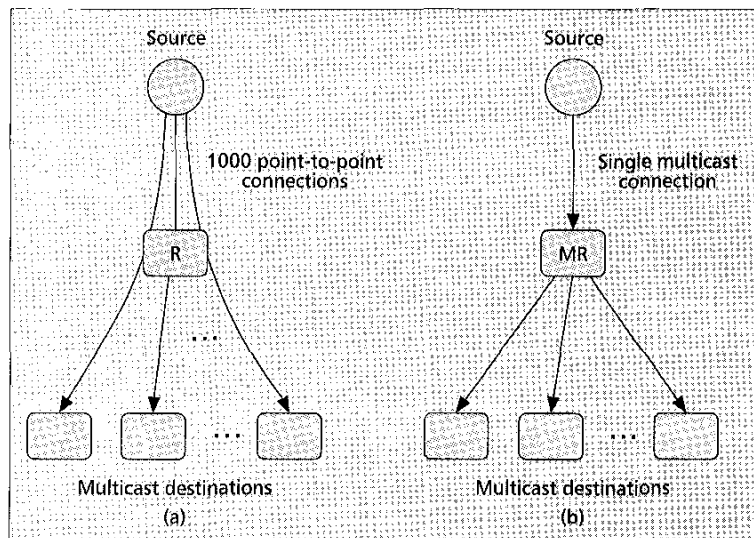 Source
1000 point-to-point
connections
R
...
...
Multicast destinations
(a)
Source
Single multicast
connection
MR
...
Multicast destinations
(b)